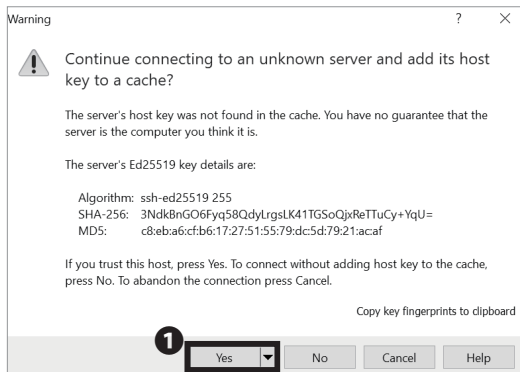 Warning ? ×
Continue connecting to an unknown server and add its host
key to a cache?
The server's host key was not found in the cache. You have no guarantee that the
server is the computer you think it is.
The server's Ed25519 key details are:
Algorithm: ssh-ed25519 255
SHA-256: 3NdkBnGO6Fyq58QdyLrgsLK41TGSoQjxReTTuCy+YqU=
MD5: c8:eb:a6:cf:b6:17:27:51:55:79:dc:5d:79:21:ac:af
If you trust this host, press Yes. To connect without adding host key to the cache,
press No. To abandon the connection press Cancel.
Copy key fingerprints to clipboard
1 Yes No Cancel Help